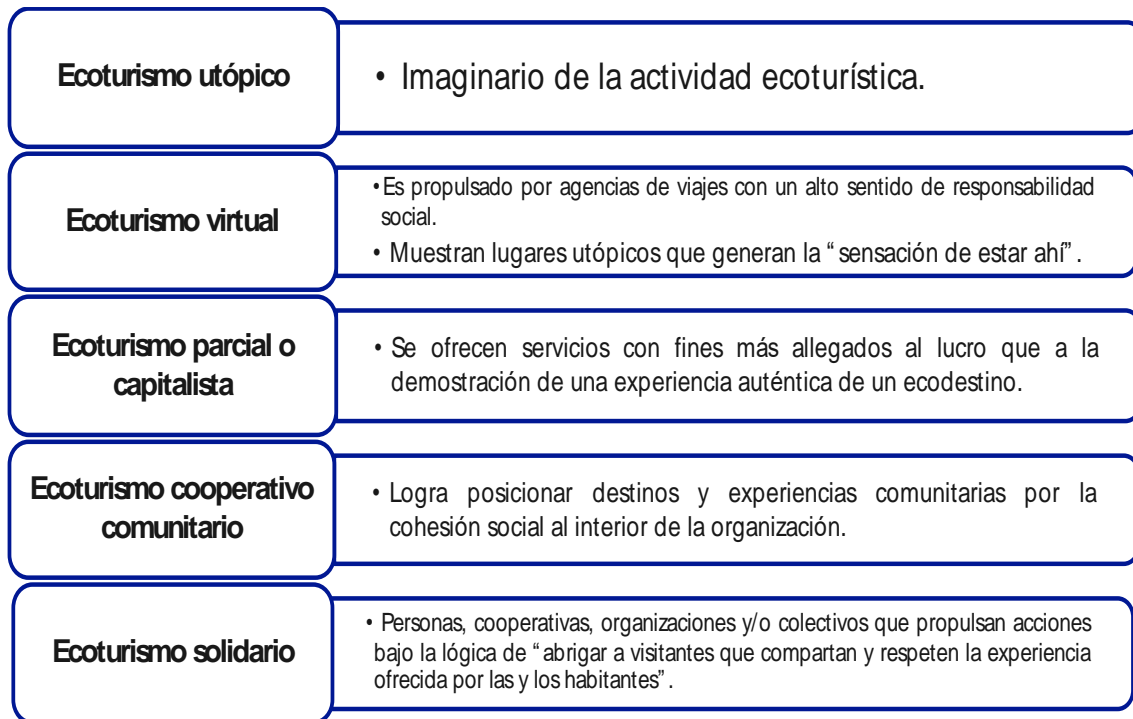 Ecoturismo utópico
• Imaginario de la actividad ecoturística.
Ecoturismo virtual
• Es propulsado por agencias de viajes con un alto sentido de responsabilidad
social.
• Muestran lugares utópicos que generan la “sensación de estar ahí”.
Ecoturismo parcial o
capitalista
• Se ofrecen servicios con fines más allegados al lucro que a la
demostración de una experiencia auténtica de un ecodestino.
Ecoturismo cooperativo
comunitario
• Logra posicionar destinos y experiencias comunitarias por la
cohesión social al interior de la organización.
Ecoturismo solidario
• Personas, cooperativas, organizaciones y/o colectivos que propulsan acciones
bajo la lógica de “abrigar a visitantes que compartan y respeten la experiencia
ofrecida por las y los habitantes”.